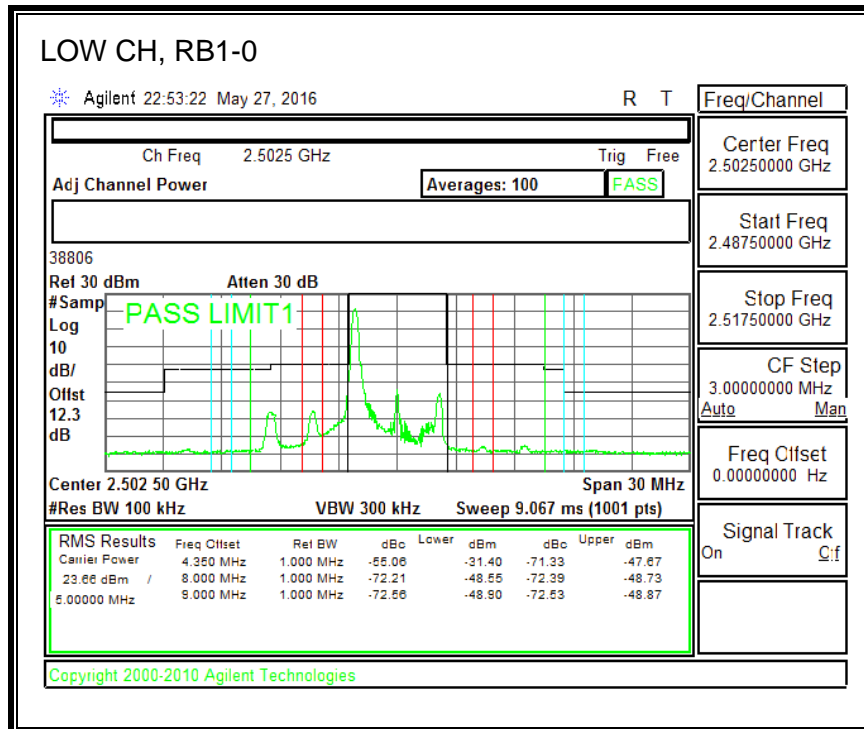 LOW CH, RB1-0
Agilent 22:53:22 May 27, 2016 R T
Freq/Channel
Ch Freq 2.5025 GHz Trig Free
Adj Channel Power Averages: 100 PASS
38806
Ref 30 dBm Atten 30 dB
#Samp
Log
10
dB/
Offst
12.3
dB
PASS LIMIT1
Center 2.502 50 GHz Span 30 MHz
#Res BW 100 kHz VBW 300 kHz Sweep 9.067 ms (1001 pts)
RMS Results Freq Offset Ref BW dBc Lower dBm dBc Upper dBm
Carrier Power 4.350 MHz 1.000 MHz -55.06 -31.40 -71.33 -47.67
23.66 dBm / 8.000 MHz 1.000 MHz -72.21 -48.55 -72.39 -48.73
5.00000 MHz 9.000 MHz 1.000 MHz -72.56 -48.90 -72.53 -48.87
Copyright 2000-2010 Agilent Technologies
Center Freq
2.50250000 GHz
Start Freq
2.48750000 GHz
Stop Freq
2.51750000 GHz
CF Step
3.00000000 MHz
Auto Man
Freq Offset
0.00000000 Hz
Signal Track
On Off